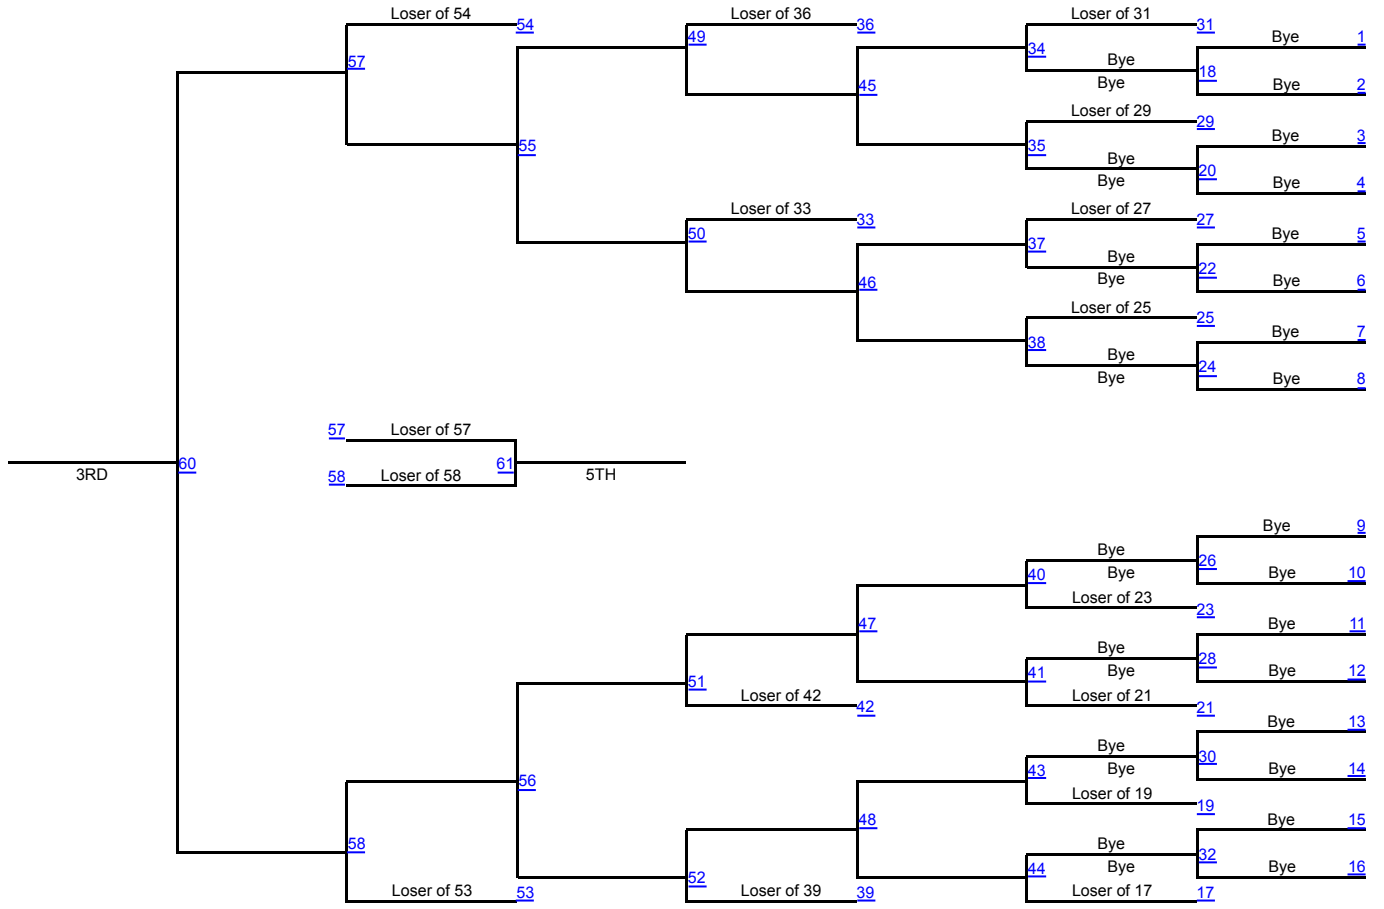 Loser of 54 54 Loser of 36 36 Loser of 31 31
Bye 1
49
34
57
Bye
18
Bye 2
Bye
45
Loser of 29 29
Bye 3
55
35
Bye
20
Bye 4
Bye
Loser of 33 33 Loser of 27 27
50
37
Bye 5
Bye
22
Bye 6
Bye
46
Loser of 25 25
Bye 7
38
Bye
24
Bye 8
Bye
57 Loser of 57
60
61
3RD
58 Loser of 58
5TH
Bye 9
Bye
26
40
Bye
Bye 10
Loser of 23 23
47
Bye 11
Bye
28
51
41
Bye
Bye 12
Loser of 42 42
Loser of 21 21
Bye 13
Bye
30
56
43
Bye
Bye 14
Loser of 19 19
48
Bye 15
58
Bye
32
52
44
Bye
Bye 16
Loser of 53 53 Loser of 39 39 Loser of 17 17